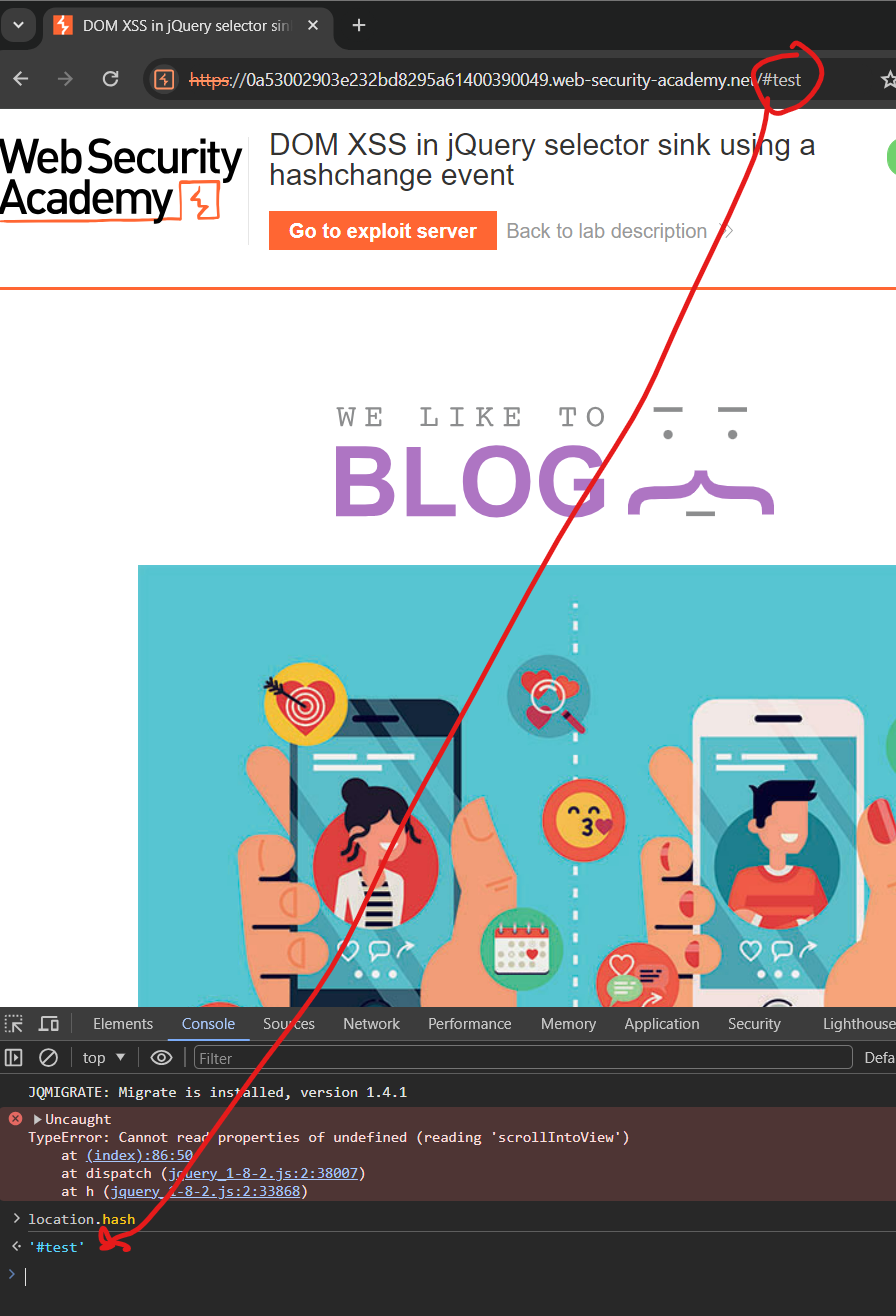 DOM XSS in jQuery selector sin
https://0a53002903e232bd8295a61400390049.web-security-academy.net/#test
Web Security
Academy
DOM XSS in jQuery selector sink using a
hashchange event
Go to exploit server
Back to lab description
WE LIKE TO
BLOG
Elements Console Sources Network Performance Memory Application Security Lighthouse
top ▼ Filter Defa
JQMIGRATE: Migrate is installed, version 1.4.1
Uncaught
TypeError: Cannot read properties of undefined (reading 'scrollIntoView')
at (index):86:50
at dispatch (jquery_1-8-2.js:2:38007)
at h (jquery_1-8-2.js:2:33868)
> location.hash
'#test'
>